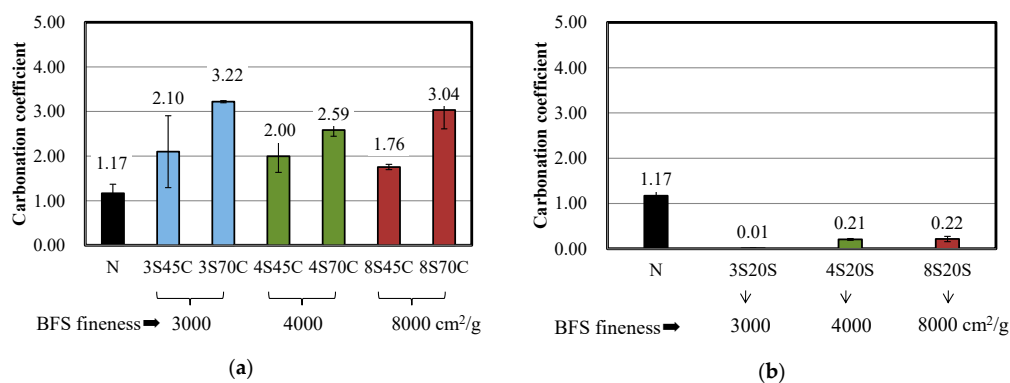 Carbonation coefficient
5.00
4.00
3.00
2.00
1.00
0.00
1.17
2.10
3.22
2.00
2.59
1.76
3.04
N 3S45C 3S70C 4S45C 4S70C 8S45C 8S70C
BFS fineness 3000 4000 8000 cm²/g
(a)
Carbonation coefficient
5.00
4.00
3.00
2.00
1.00
0.00
1.17
0.01
0.21
0.22
N 3S20S 4S20S 8S20S
BFS fineness 3000 4000 8000 cm²/g
(b)